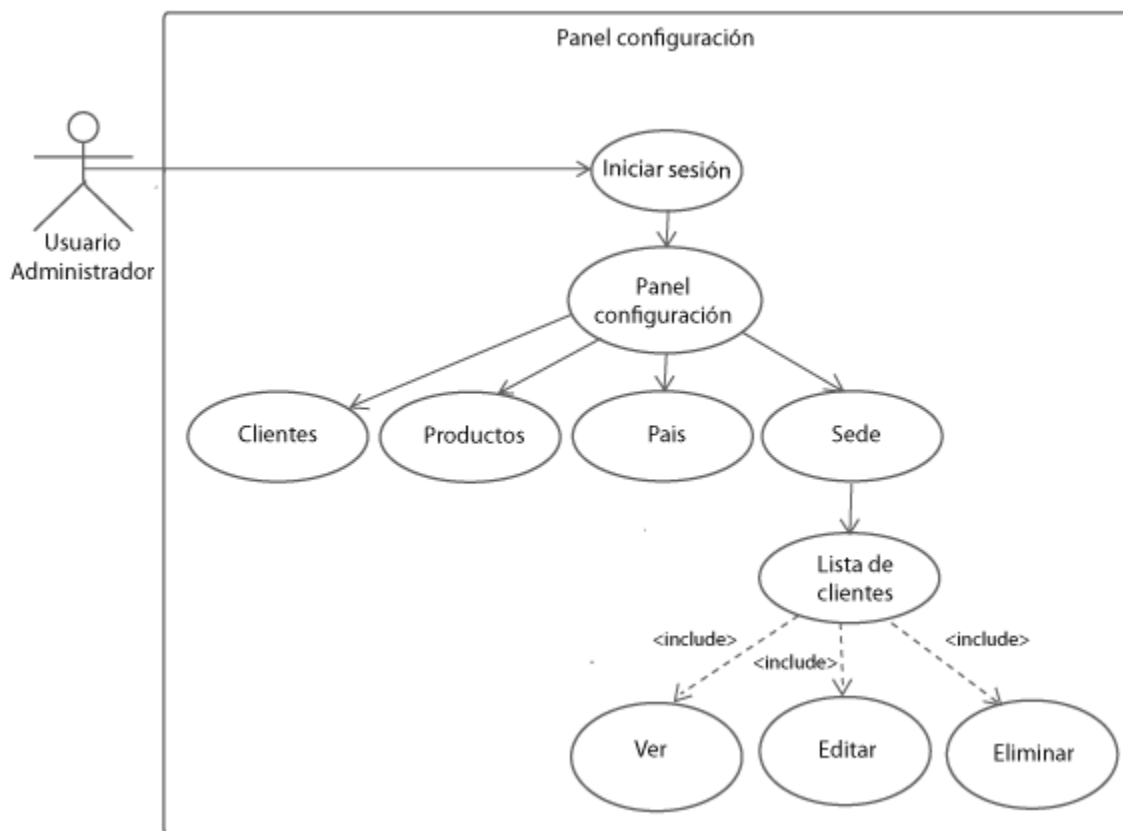 Panel configuración
Iniciar sesión
Usuario
Administrador
Panel
configuración
Clientes
Productos
Pais
Sede
Lista de
clientes
<include>
<include>
<include>
Ver
Editar
Eliminar